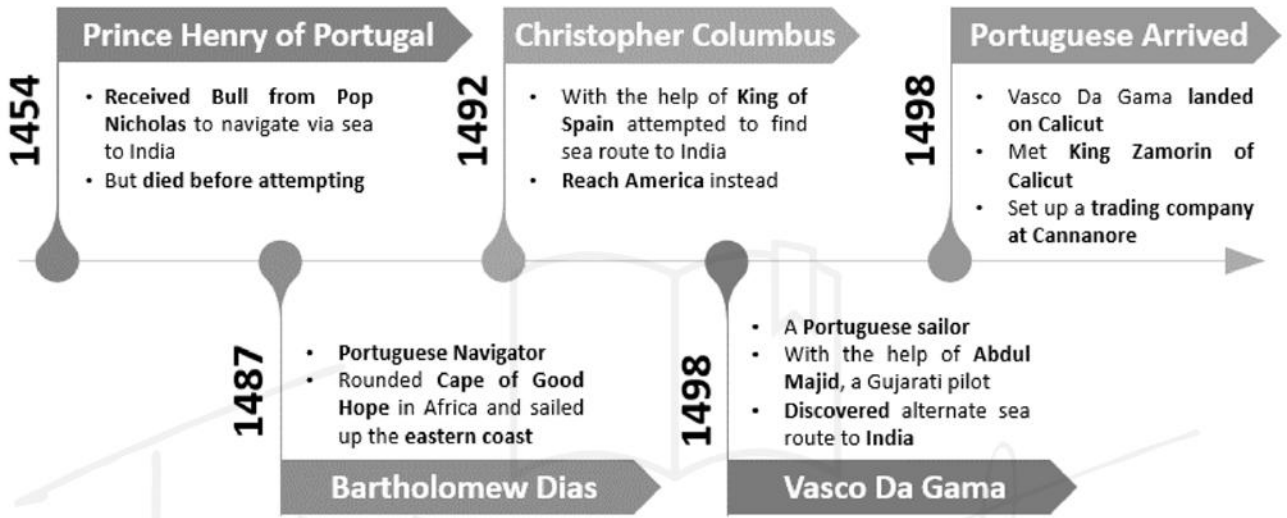 1454
Prince Henry of Portugal
• Received Bull from Pop
Nicholas to navigate via sea
to India
• But died before attempting
1487
• Portuguese Navigator
• Rounded Cape of Good
Hope in Africa and sailed
up the eastern coast
Bartholomew Dias
1492
Christopher Columbus
• With the help of King of
Spain attempted to find
sea route to India
• Reach America instead
1498
• A Portuguese sailor
• With the help of Abdul
Majid, a Gujarati pilot
• Discovered alternate sea
route to India
Vasco Da Gama
1498
Portuguese Arrived
• Vasco Da Gama landed
on Calicut
• Met King Zamorin of
Calicut
• Set up a trading company
at Cannanore